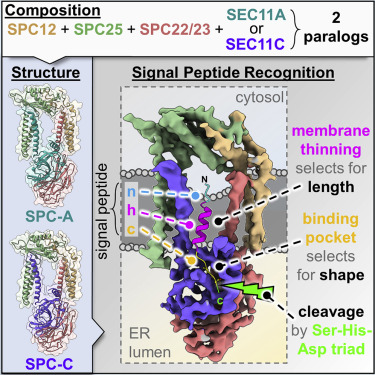 Composition
SPC12 + SPC25 + SPC22/23 +
SEC11A
or
SEC11C
2
paralogs
Structure
SPC-A
SPC-C
Signal Peptide Recognition
cytosol
signal peptide
n
h
c
N
C
membrane
thinning
selects for
length
binding
pocket
selects
for shape
cleavage
by Ser-His-
Asp triad
ER
lumen